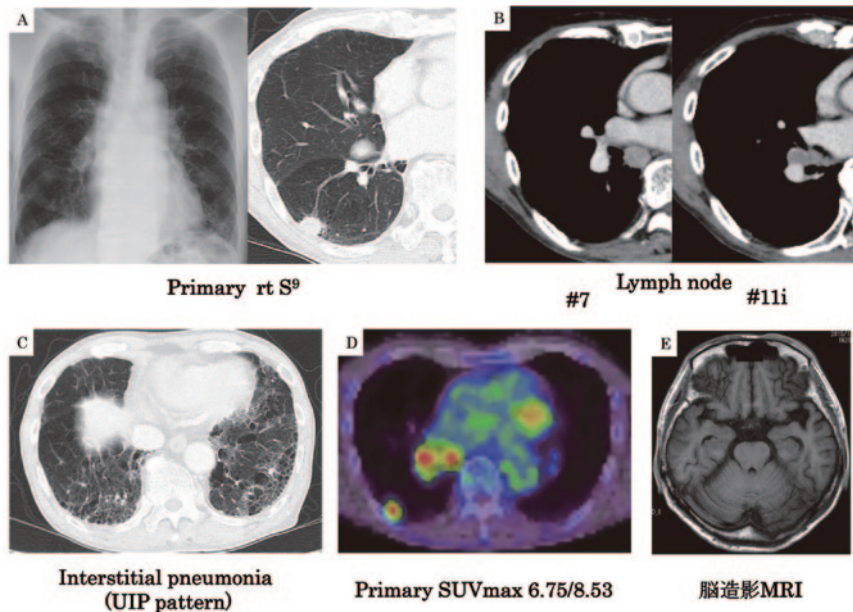 A
B
Primary rt S⁹
Lymph node
#7
#11i
C
D
E
Interstitial pneumonia
(UIP pattern)
Primary SUVmax 6.75/8.53
脳造影MRI